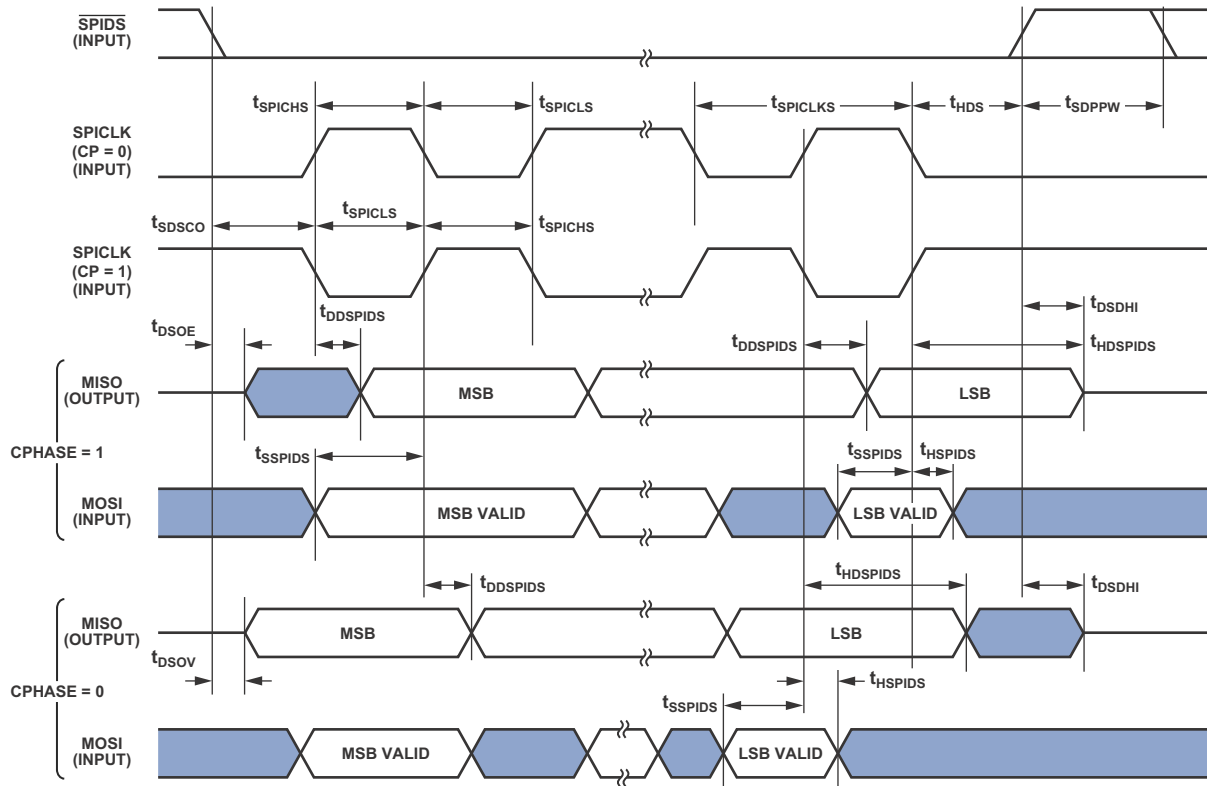 SPIDS
(INPUT)
tSPICHS
tSPICLS
tSPICLKS
tHDS
tSDPPW
SPICLK
(CP = 0)
(INPUT)
tSDSCO
tSPICLS
tSPICHS
SPICLK
(CP = 1)
(INPUT)
tDSOE
tDDSPIDS
tDDSPIDS
tDSDHI
tHDSPIDS
CPHASE = 1
MISO
(OUTPUT)
MSB
LSB
tSSPIDS
tSSPIDS
tHSPIDS
MOSI
(INPUT)
MSB VALID
LSB VALID
tDDSPIDS
tHDSPIDS
tDSDHI
CPHASE = 0
MISO
(OUTPUT)
MSB
LSB
tDSOV
tSSPIDS
tHSPIDS
MOSI
(INPUT)
MSB VALID
LSB VALID